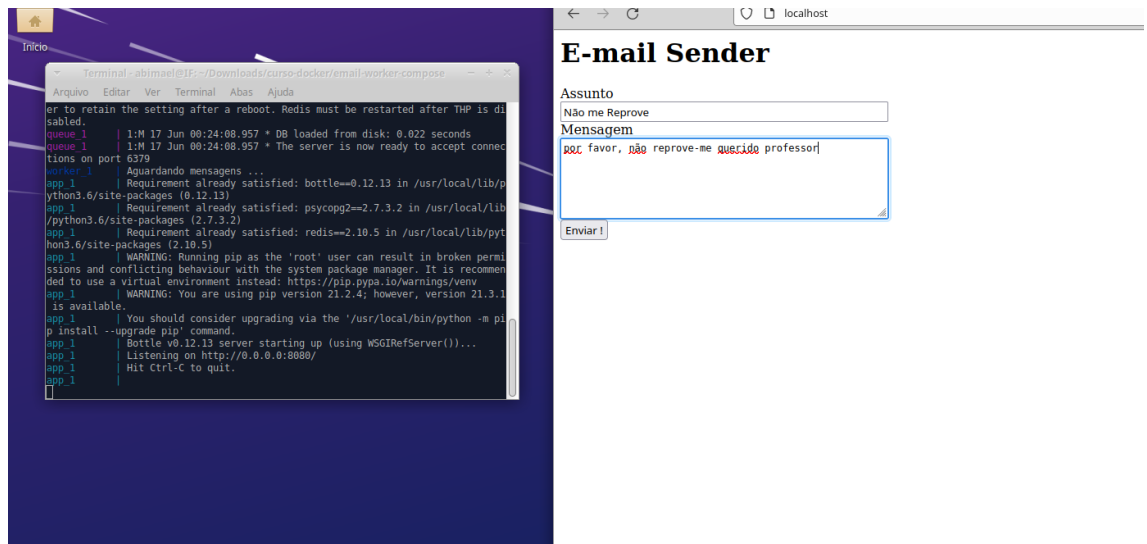 Início
Terminal - abimael@IF:~/Downloads/curso-docker/email-worker-compose
Arquivo Editar Ver Terminal Abas Ajuda
er to retain the setting after a reboot. Redis must be restarted after THP is di
sabled.
queue_1 | 1:M 17 Jun 00:24:08.957 * DB loaded from disk: 0.022 seconds
queue_1 | 1:M 17 Jun 00:24:08.957 * The server is now ready to accept connec
tions on port 6379
worker_1 | Aguardando mensagens ...
app_1 | Requirement already satisfied: bottle==0.12.13 in /usr/local/lib/p
ython3.6/site-packages (0.12.13)
app_1 | Requirement already satisfied: psycopg2==2.7.3.2 in /usr/local/lib
/python3.6/site-packages (2.7.3.2)
app_1 | Requirement already satisfied: redis==2.10.5 in /usr/local/lib/pyt
hon3.6/site-packages (2.10.5)
app_1 | WARNING: Running pip as the 'root' user can result in broken permi
ssions and conflicting behaviour with the system package manager. It is recommen
ded to use a virtual environment instead: https://pip.pypa.io/warnings/venv
app_1 | WARNING: You are using pip version 21.2.4; however, version 21.3.1
is available.
app_1 | You should consider upgrading via the '/usr/local/bin/python -m pi
p install --upgrade pip' command.
app_1 | Bottle v0.12.13 server starting up (using WSGIRefServer())...
app_1 | Listening on http://0.0.0.0:8080/
app_1 | Hit Ctrl-C to quit.
app_1 |
localhost
E-mail Sender
Assunto
Não me Reprove
Mensagem
por favor, não reprove-me querido professor
Enviar !